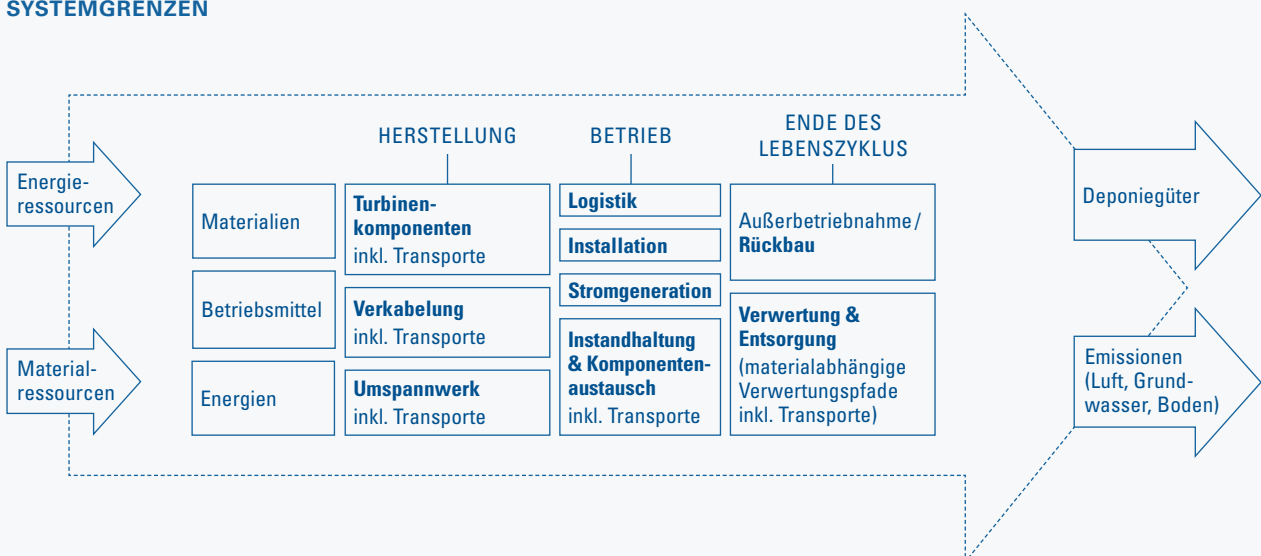 SYSTEMGRENZEN
HERSTELLUNG
BETRIEB
ENDE DES
LEBENSZYKLUS
Energie-
ressourcen
Material-
ressourcen
Materialien
Betriebsmittel
Energien
Turbinen-
komponenten
inkl. Transporte
Verkabelung
inkl. Transporte
Umspannwerk
inkl. Transporte
Logistik
Installation
Stromgeneration
Instandhaltung
& Komponenten-
austausch
inkl. Transporte
Außerbetriebnahme/
Rückbau
Verwertung &
Entsorgung
(materialabhängige
Verwertungspfade
inkl. Transporte)
Deponiegüter
Emissionen
(Luft, Grund-
wasser, Boden)